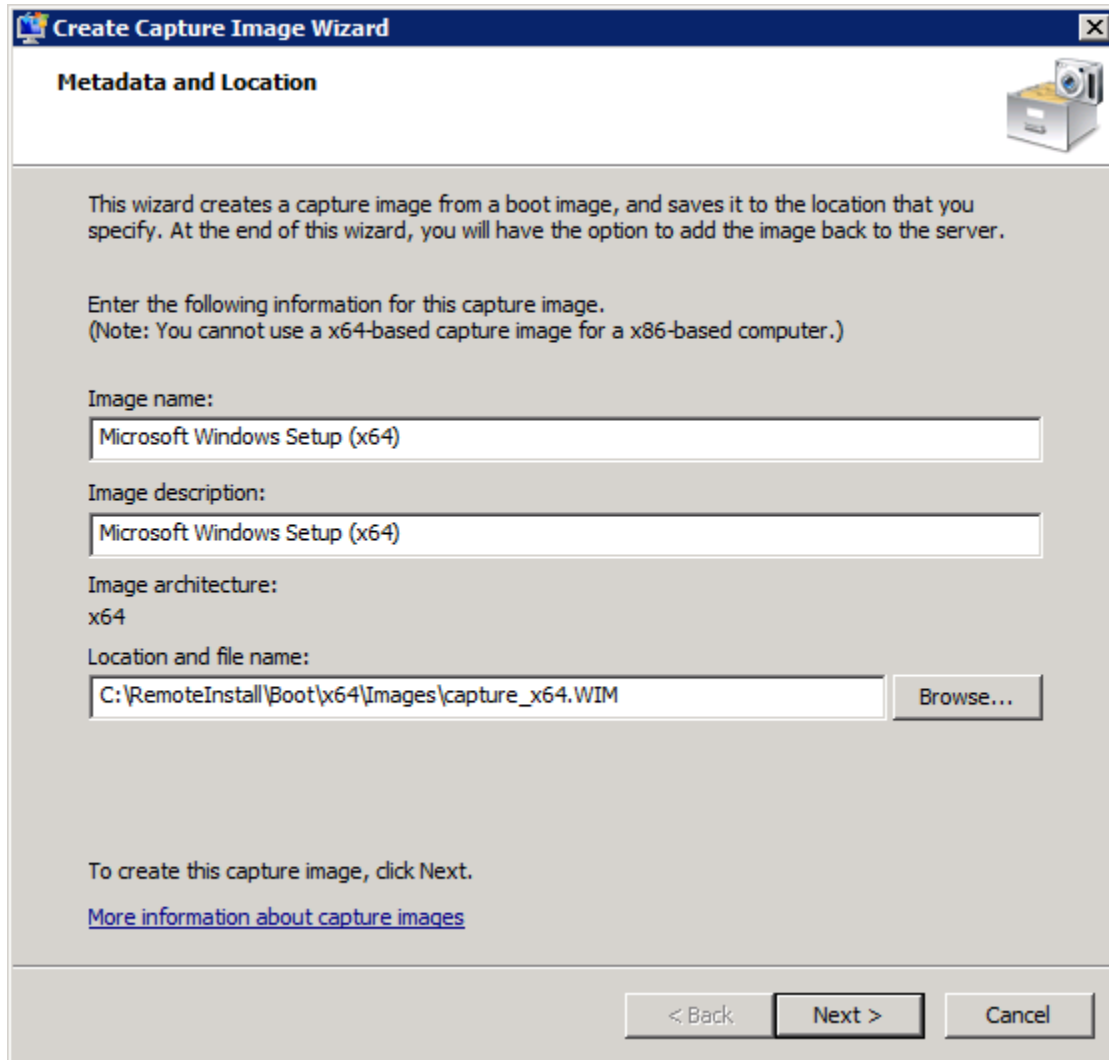 Create Capture Image Wizard
Metadata and Location
This wizard creates a capture image from a boot image, and saves it to the location that you
specify. At the end of this wizard, you will have the option to add the image back to the server.
Enter the following information for this capture image.
(Note: You cannot use a x64-based capture image for a x86-based computer.)
Image name:
Microsoft Windows Setup (x64)
Image description:
Microsoft Windows Setup (x64)
Image architecture:
x64
Location and file name:
C:\RemoteInstall\Boot\x64\Images\capture_x64.WIM
Browse...
To create this capture image, click Next.
More information about capture images
< Back Next > Cancel